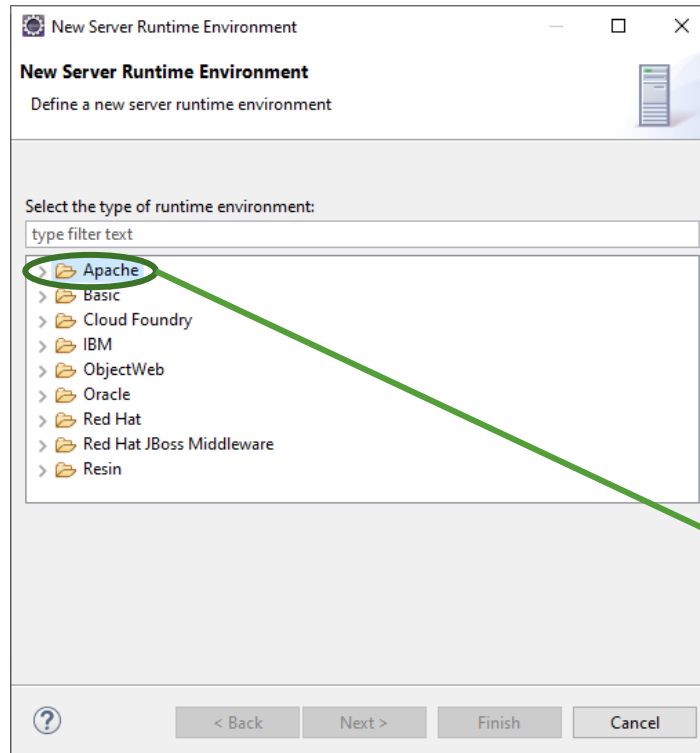 New Server Runtime Environment
New Server Runtime Environment
Define a new server runtime environment
Select the type of runtime environment:
type filter text
> Apache
> Basic
> Cloud Foundry
> IBM
> ObjectWeb
> Oracle
> Red Hat
> Red Hat JBoss Middleware
> Resin
? < Back Next > Finish Cancel